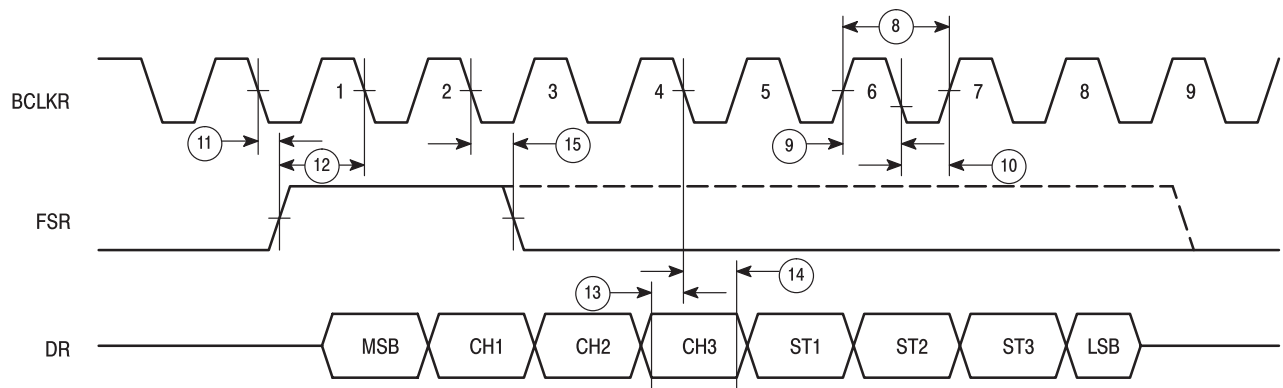 8
BCLKR 1 2 3 4 5 6 7 8 9
11 12 15 9 10
FSR
13 14
DR MSB CH1 CH2 CH3 ST1 ST2 ST3 LSB